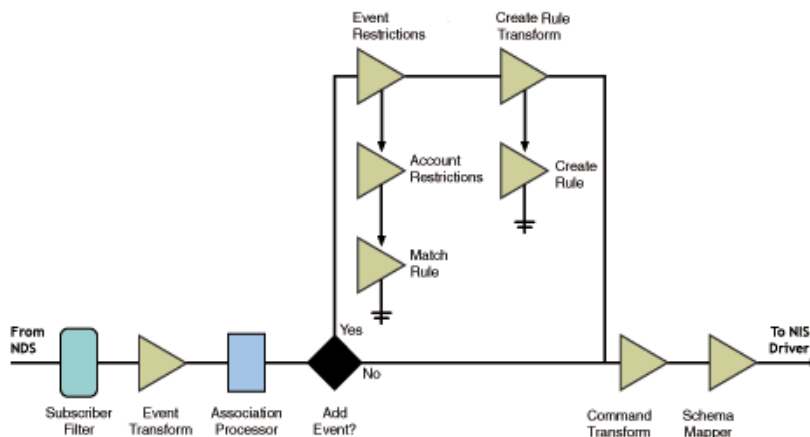 Event
Restrictions
Create Rule
Transform
Account
Restrictions
Create
Rule
Match
Rule
From
NDS
Yes
No
To NIS
Driver
Subscriber
Filter
Event
Transform
Association
Processor
Add
Event?
Command
Transform
Schema
Mapper